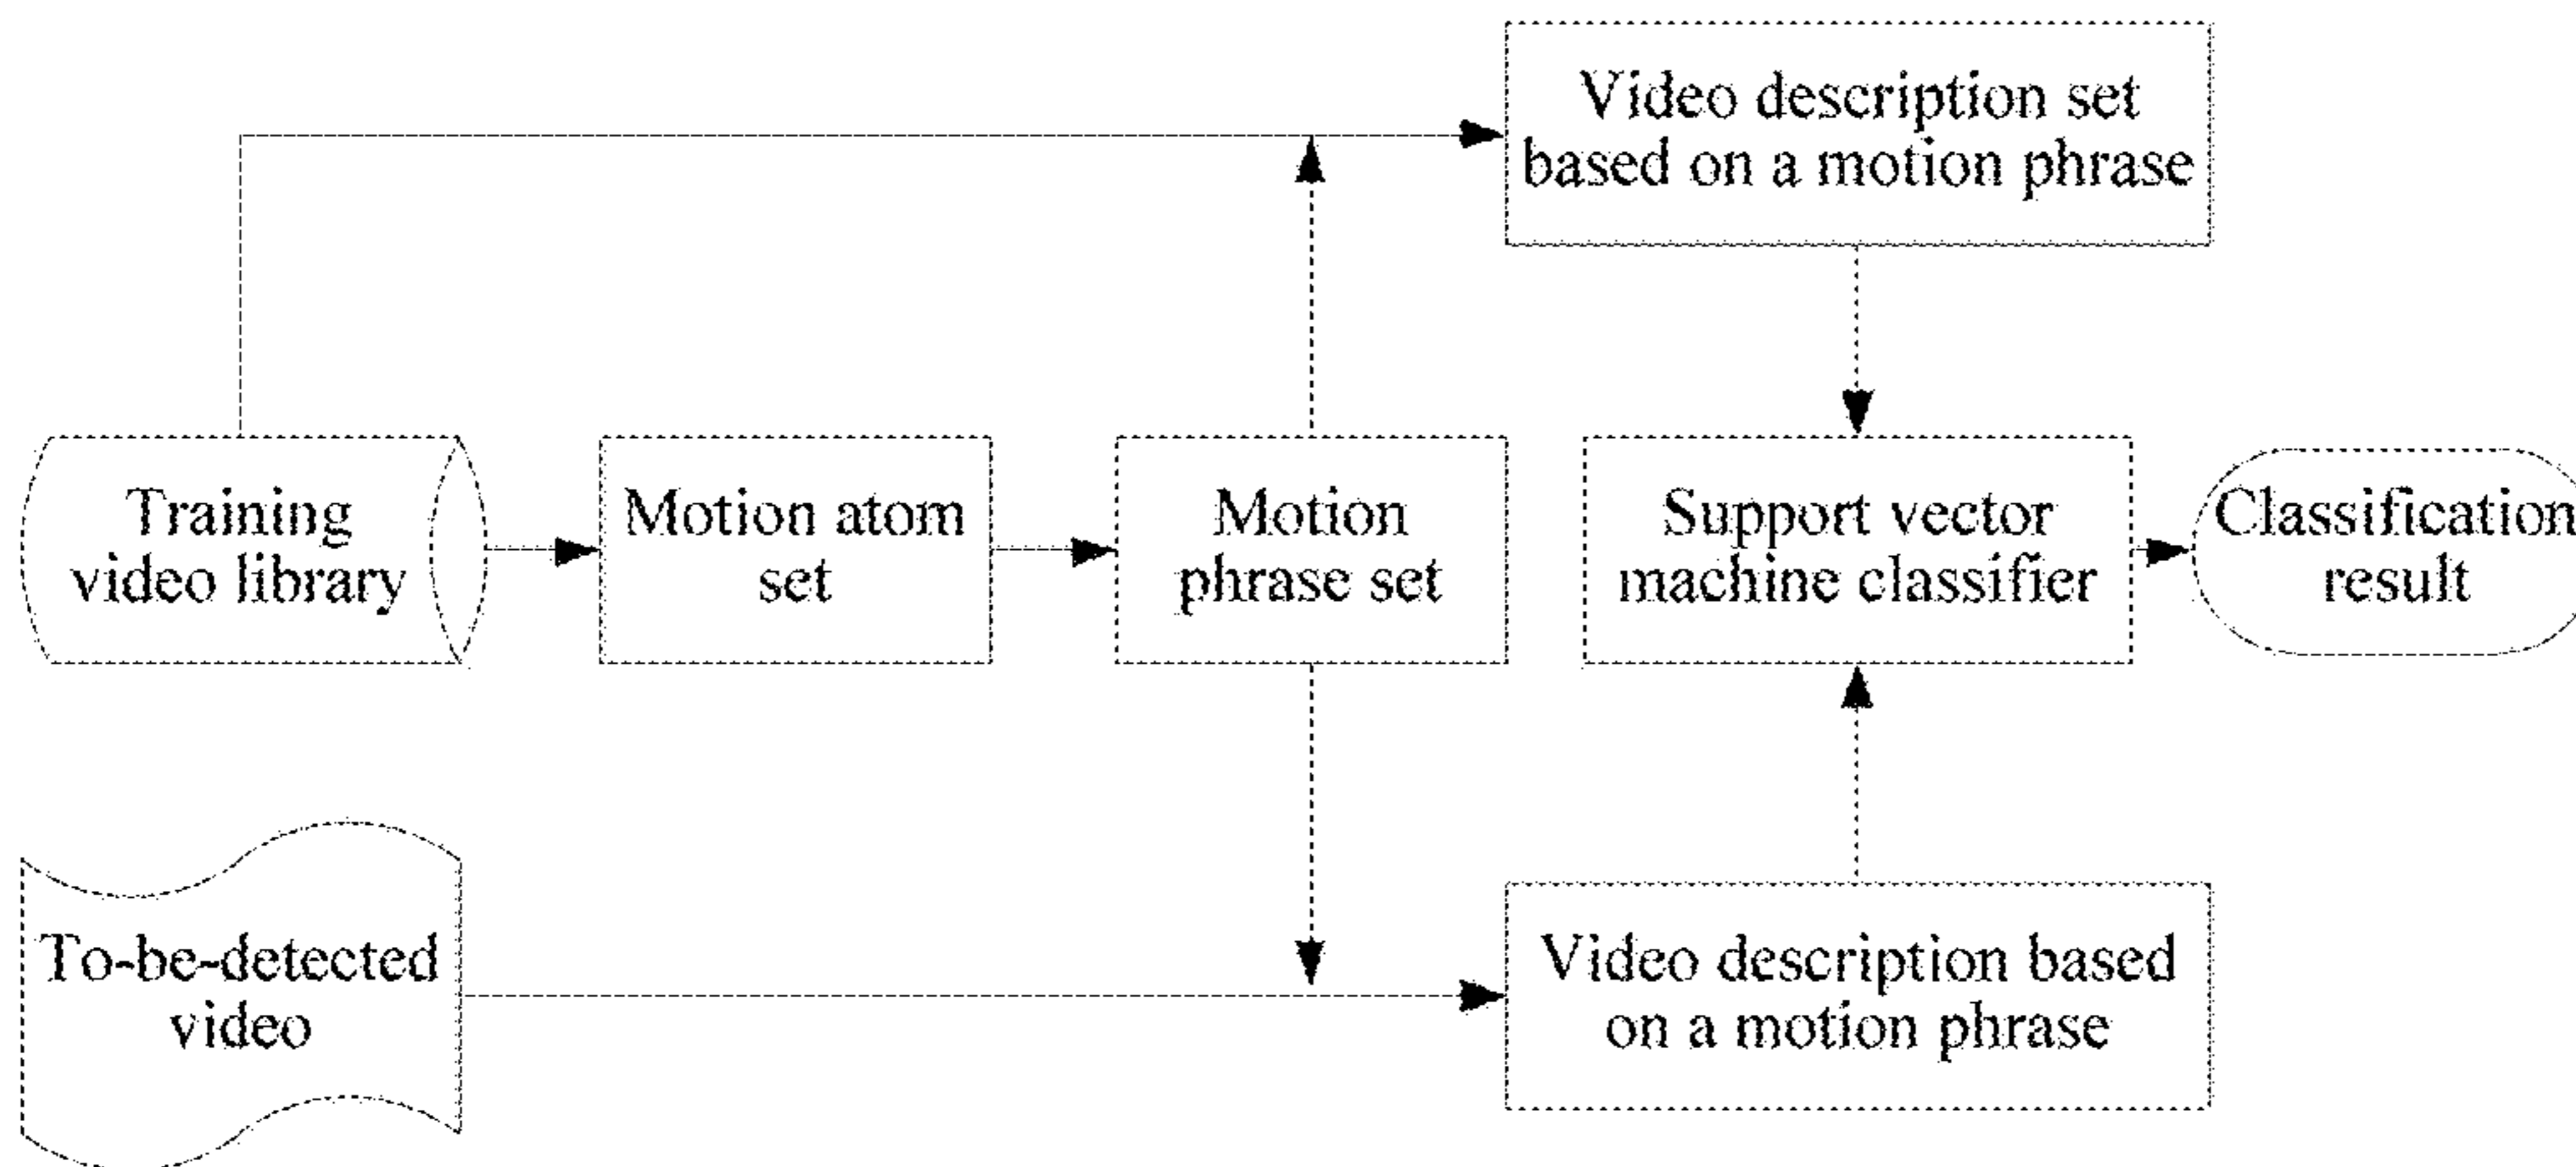 Video description set
based on a motion phrase
Training
video library
Motion atom
set
Motion
phrase set
Support vector
machine classifier
Classification
result
To-be-detected
video
Video description based
on a motion phrase